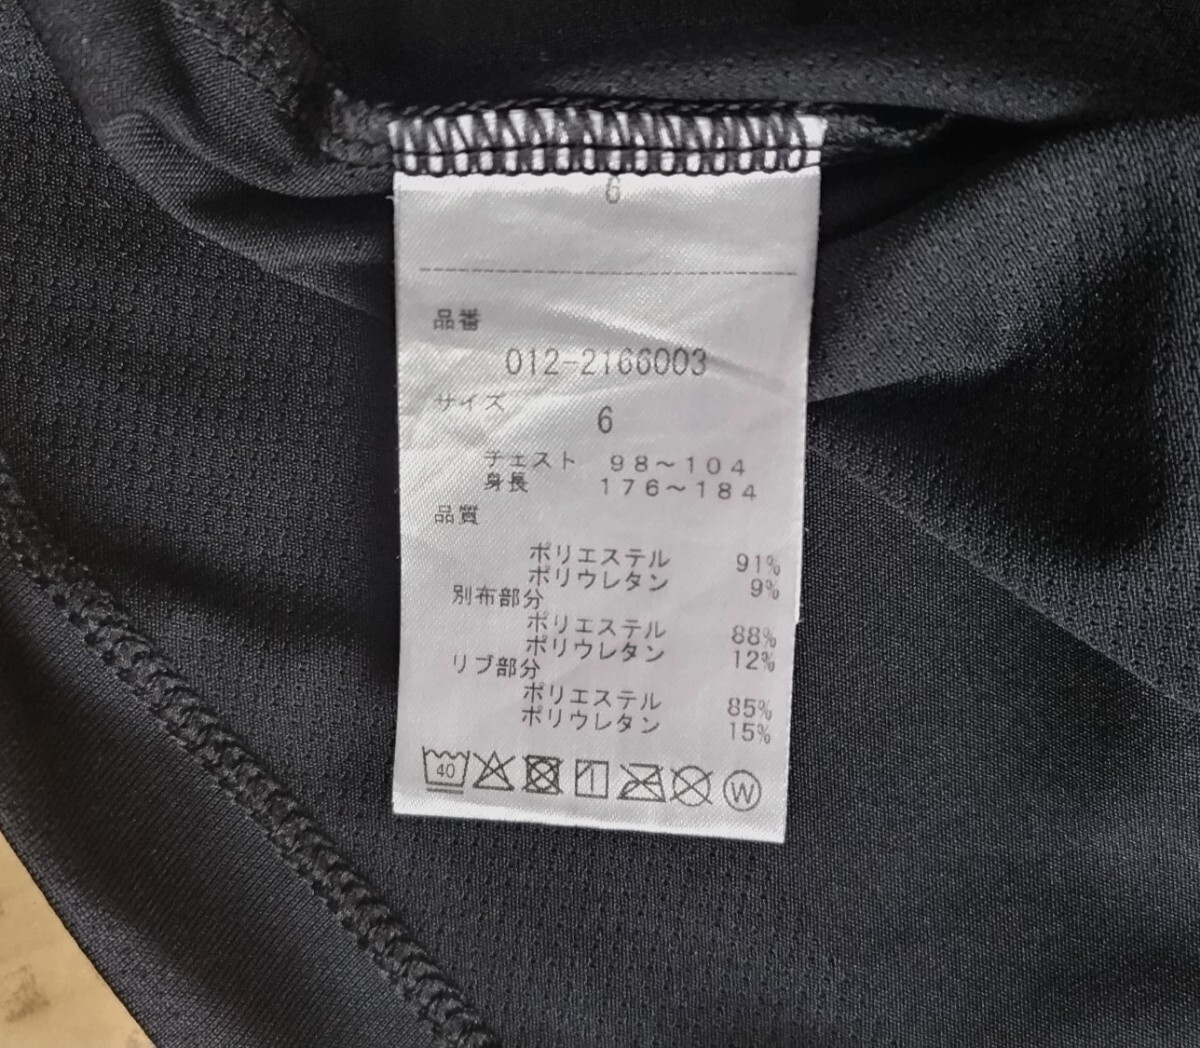 6
品番
012-2166003
サイズ
6
チェスト 98～104
身長 176～184
品質
ポリエステル 91%
ポリウレタン 9%
別布部分
ポリエステル 88%
ポリウレタン 12%
リブ部分
ポリエステル 85%
ポリウレタン 15%
40 W